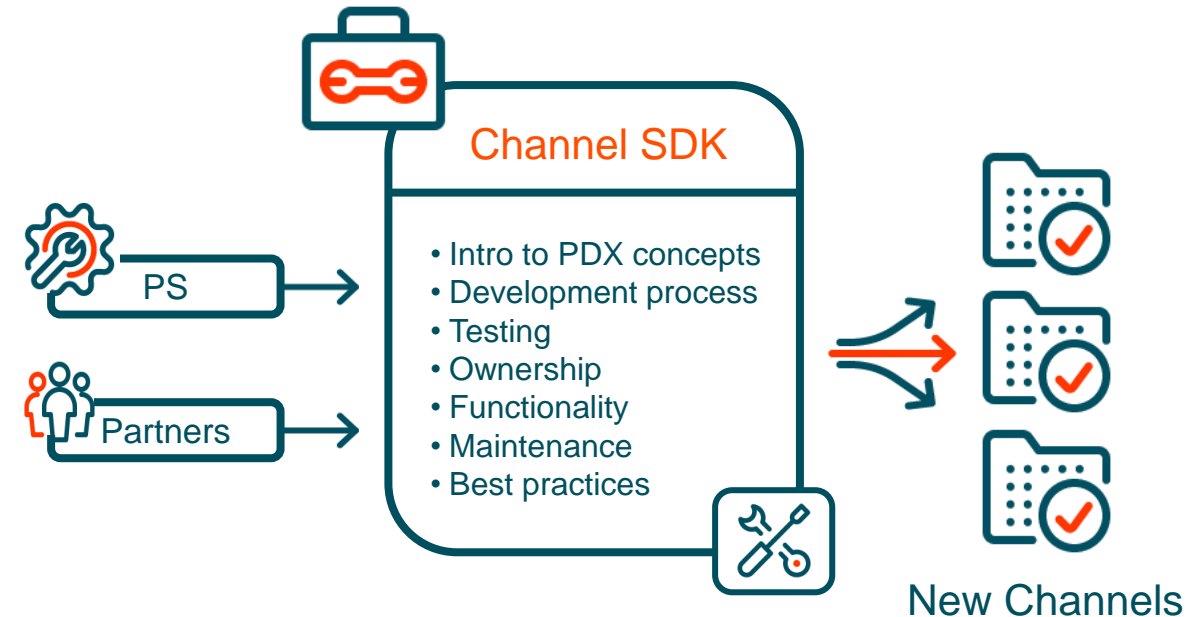 Channel SDK
PS
Partners
• Intro to PDX concepts
• Development process
• Testing
• Ownership
• Functionality
• Maintenance
• Best practices
New Channels